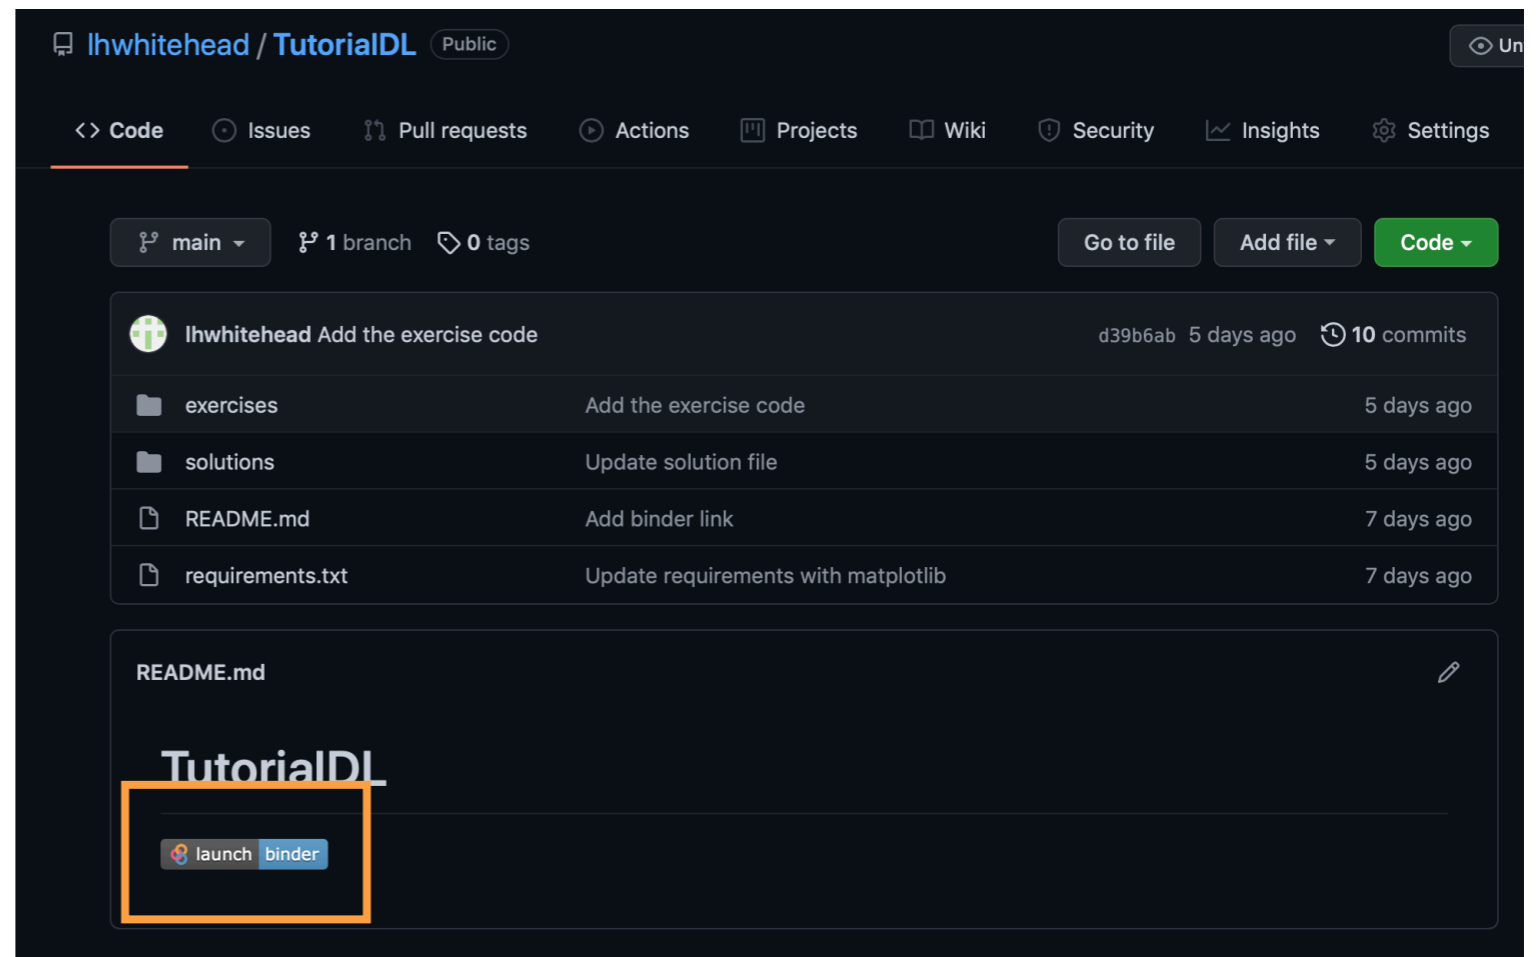 lhwhitehead / TutorialDL Public Un
<> Code Issues Pull requests Actions Projects Wiki Security Insights Settings
main 1 branch 0 tags Go to file Add file Code
lhwhitehead Add the exercise code d39b6ab 5 days ago 10 commits
exercises Add the exercise code 5 days ago
solutions Update solution file 5 days ago
README.md Add binder link 7 days ago
requirements.txt Update requirements with matplotlib 7 days ago
README.md
TutorialDL
launch binder